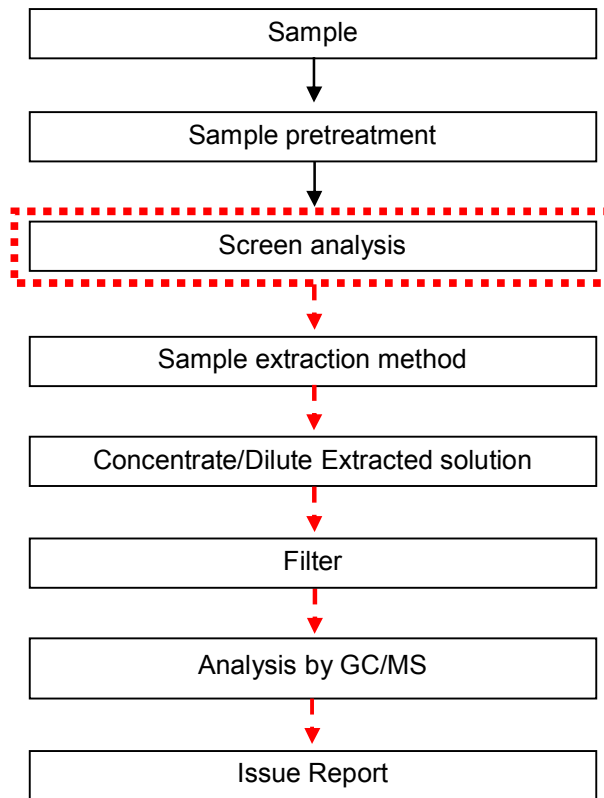 Sample
Sample pretreatment
Screen analysis
Sample extraction method
Concentrate/Dilute Extracted solution
Filter
Analysis by GC/MS
Issue Report